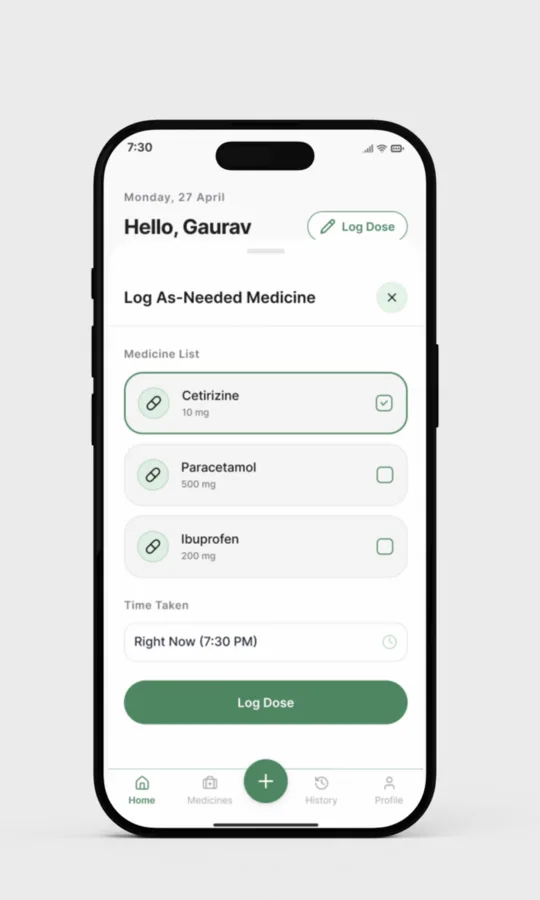 7:30
Monday, 27 April
Hello, Gaurav
Log Dose
Log As-Needed Medicine
Medicine List
Cetirizine
10 mg
Paracetamol
500 mg
Ibuprofen
200 mg
Time Taken
Right Now (7:30 PM)
Log Dose
Home
Medicines
History
Profile